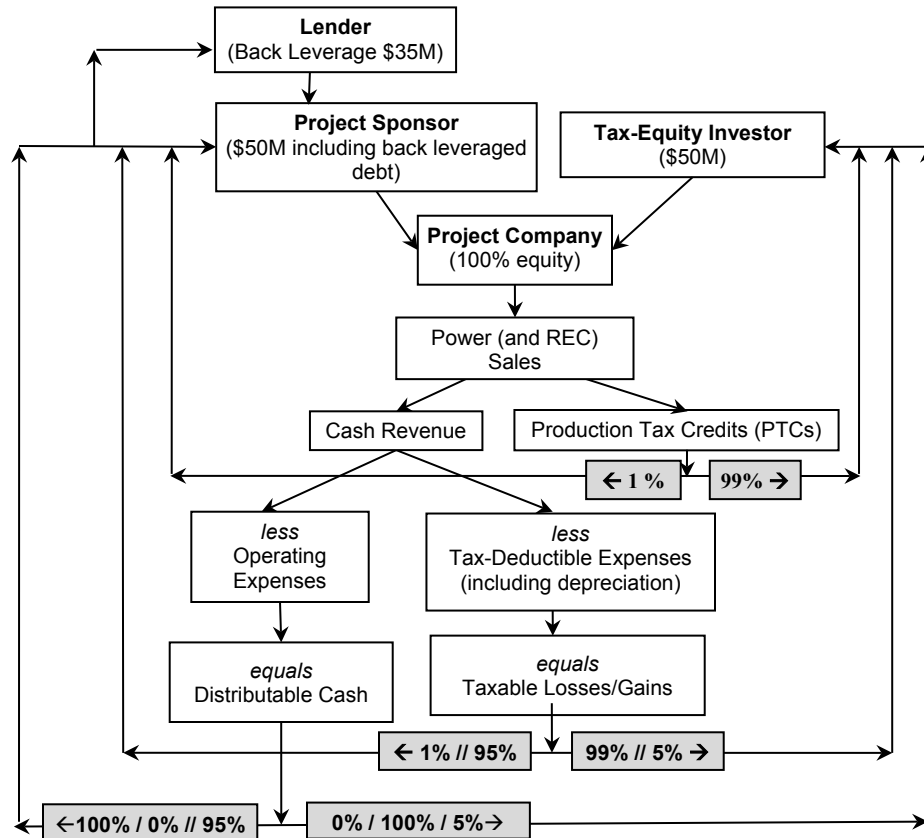 Lender
(Back Leverage $35M)
Project Sponsor
($50M including back leveraged
debt)
Tax-Equity Investor
($50M)
Project Company
(100% equity)
Power (and REC)
Sales
Cash Revenue
Production Tax Credits (PTCs)
← 1 %
99% →
less
Operating
Expenses
less
Tax-Deductible Expenses
(including depreciation)
equals
Distributable Cash
equals
Taxable Losses/Gains
← 1% // 95%
99% // 5% →
←100% / 0% // 95%
0% / 100% / 5%→